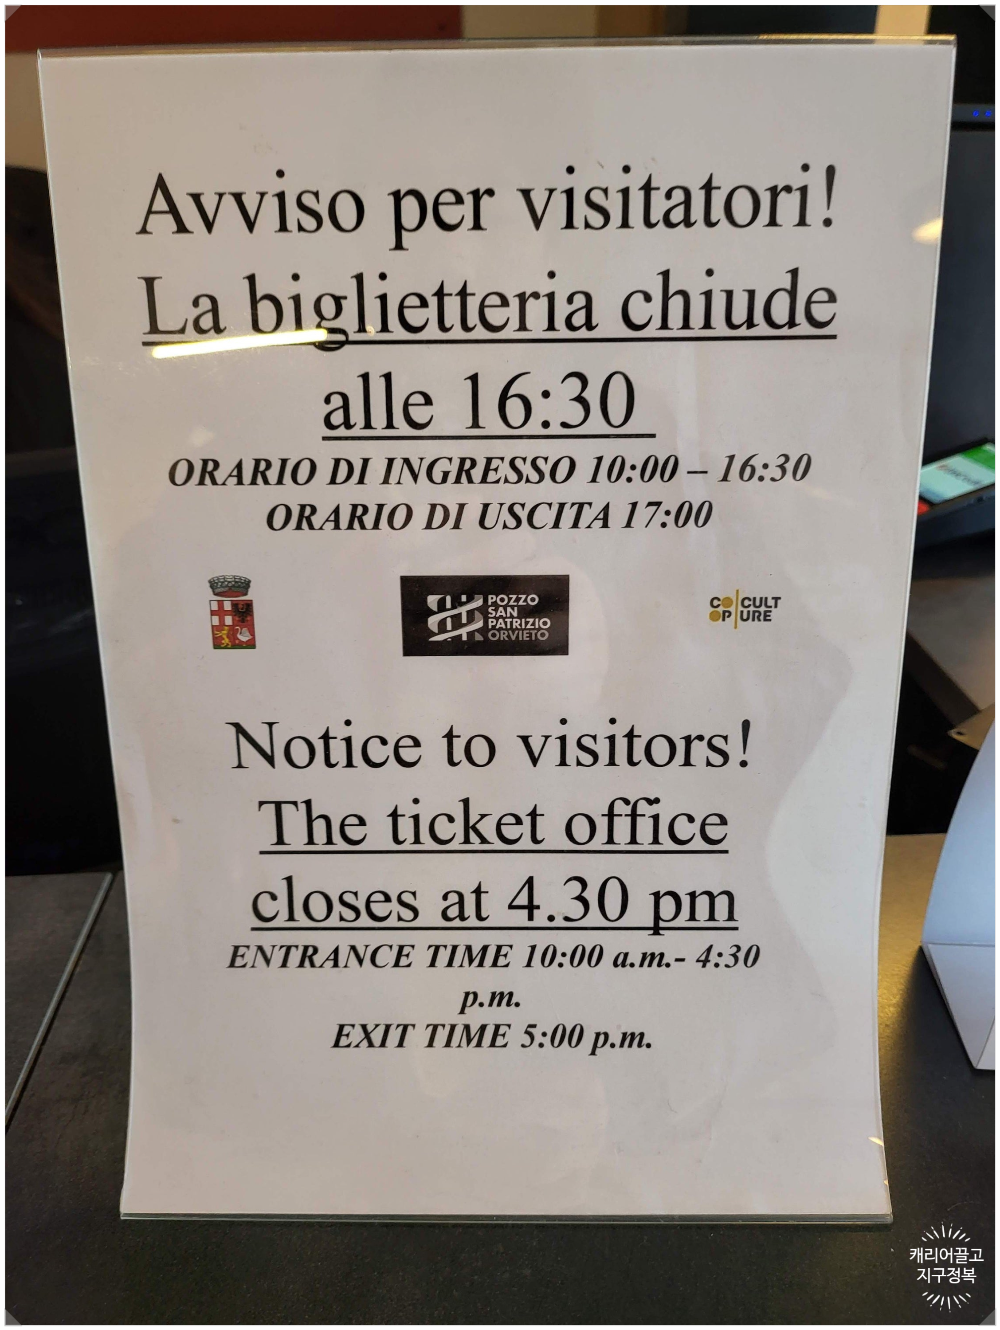 Avviso per visitatori!
La biglietteria chiude
alle 16:30
ORARIO DI INGRESSO 10:00 – 16:30
ORARIO DI USCITA 17:00
POZZO
SAN
PATRIZIO
ORVIETO
CO|CULT
OP|URE
Notice to visitors!
The ticket office
closes at 4.30 pm
ENTRANCE TIME 10:00 a.m.- 4:30
p.m.
EXIT TIME 5:00 p.m.
캐리어끌고
지구정복